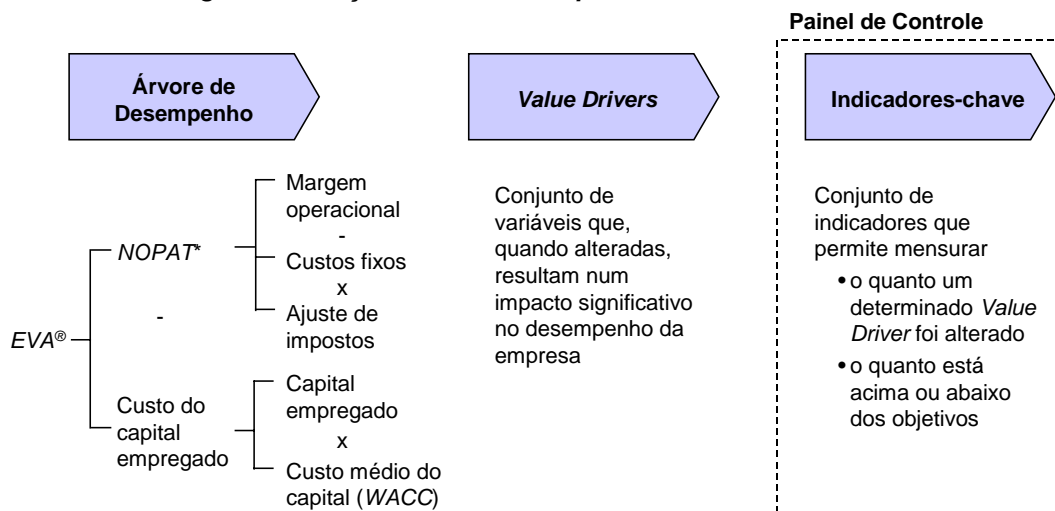 Painel de Controle
Árvore de
Desempenho
Value Drivers
Indicadores-chave
EVA®
NOPAT*
-
Custo do
capital
empregado
Margem
operacional
-
Custos fixos
x
Ajuste de
impostos
Capital
empregado
x
Custo médio do
capital (WACC)
Conjunto de
variáveis que,
quando alteradas,
resultam num
impacto significativo
no desempenho da
empresa
Conjunto de
indicadores que
permite mensurar
• o quanto um
determinado Value
Driver foi alterado
• o quanto está
acima ou abaixo
dos objetivos